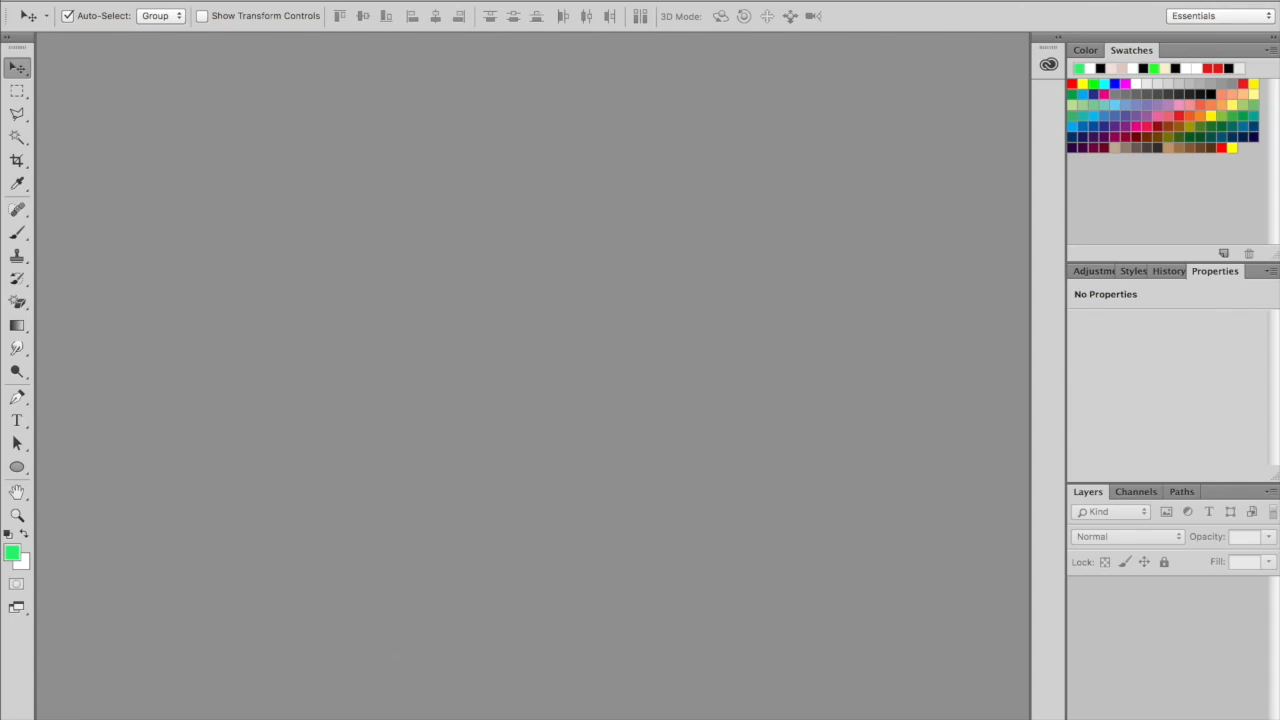 Auto-Select: Group Show Transform Controls 3D Mode: Essentials
Color Swatches
Adjustme Styles History Properties
No Properties
Layers Channels Paths
Kind T
Normal Opacity:
Lock: Fill:
T